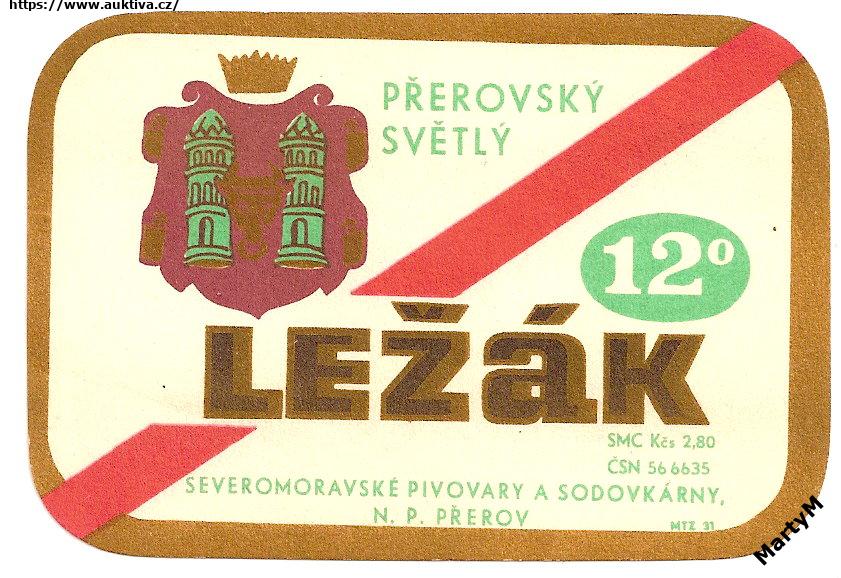 https://www.auktiva.cz/
PŘEROVSKÝ
SVĚTLÝ
12°
LEŽÁK
SMC Kčs 2,80
ČSN 56 6635
SEVEROMORAVSKÉ PIVOVARY A SODOVKÁRNY,
N. P. PŘEROV
MTZ 31
MartyM